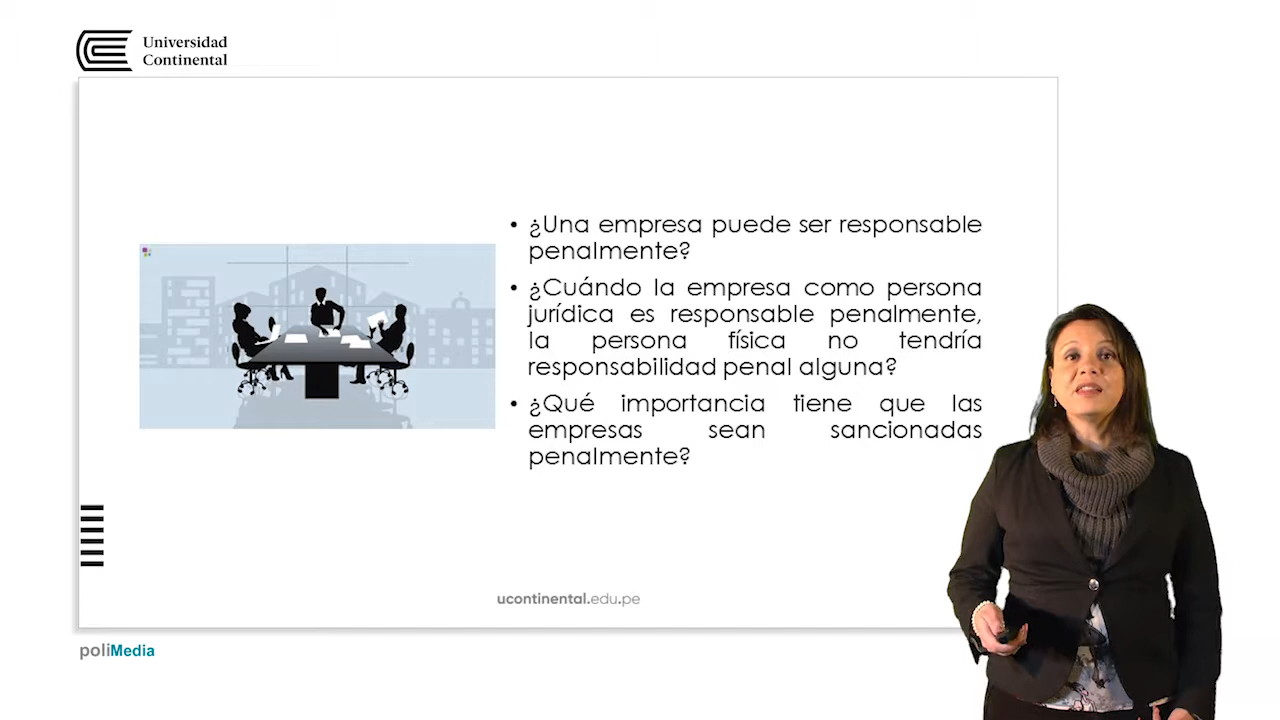 Universidad
Continental
• ¿Una empresa puede ser responsable
penalmente?
• ¿Cuándo la empresa como persona
jurídica es responsable penalmente,
la persona física no tendría
responsabilidad penal alguna?
• ¿Qué importancia tiene que las
empresas sean sancionadas
penalmente?
ucontinental.edu.pe
poliMedia